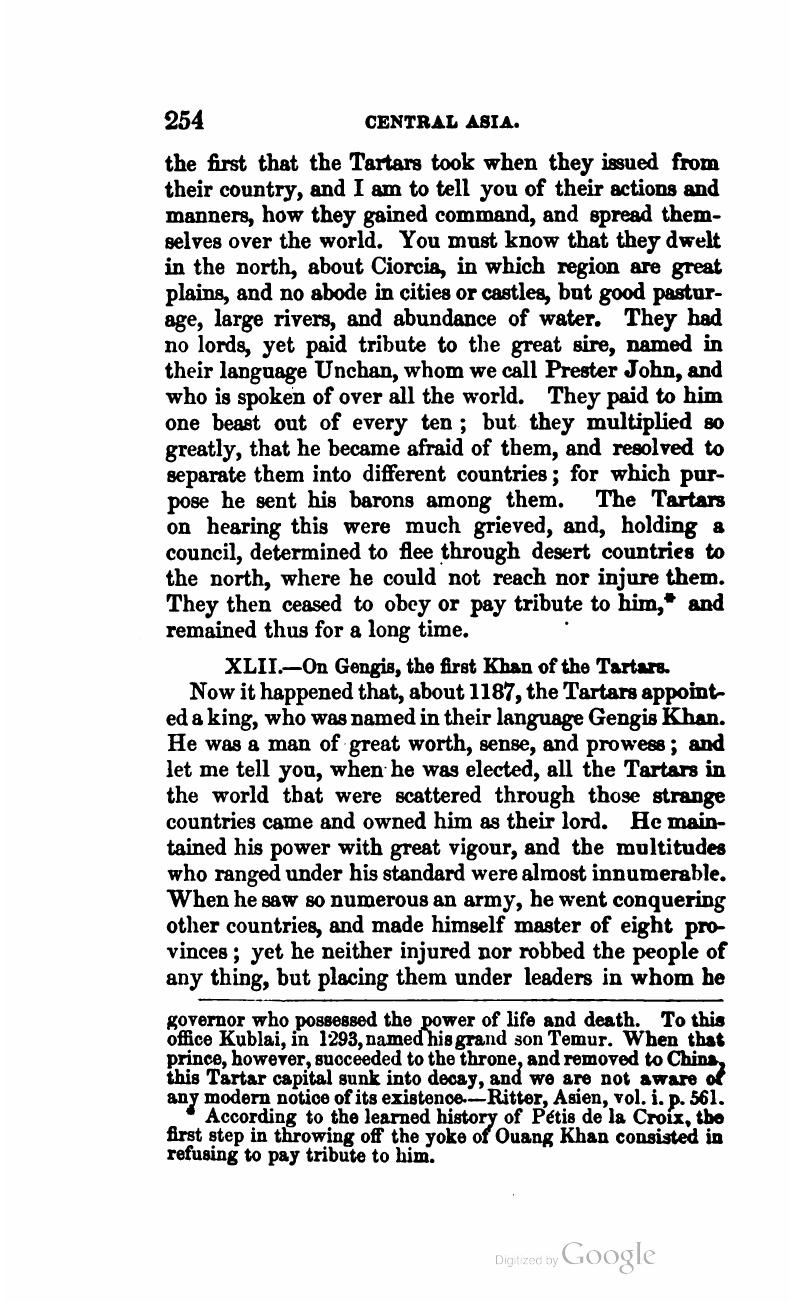 254 CENTRAL ASIA.
the first that the Tartars took when they issued from
their country, and I am to tell you of their actions and
manners, how they gained command, and spread them-
selves over the world. You must know that they dwelt
in the north, about Ciorcia, in which region are great
plains, and no abode in cities or castles, but good pastur-
age, large rivers, and abundance of water. They had
no lords, yet paid tribute to the great sire, named in
their language Unchan, whom we call Prester John, and
who is spoken of over all the world. They paid to him
one beast out of every ten ; but they multiplied so
greatly, that he became afraid of them, and resolved to
separate them into different countries ; for which pur-
pose he sent his barons among them. The Tartars
on hearing this were much grieved, and, holding a
council, determined to flee through desert countries to
the north, where he could not reach nor injure them.
They then ceased to obey or pay tribute to him,* and
remained thus for a long time.
XLII.—On Gengis, the first Khan of the Tartars.
Now it happened that, about 1187, the Tartars appoint-
ed a king, who was named in their language Gengis Khan.
He was a man of great worth, sense, and prowess ; and
let me tell you, when he was elected, all the Tartars in
the world that were scattered through those strange
countries came and owned him as their lord. He main-
tained his power with great vigour, and the multitudes
who ranged under his standard were almost innumerable.
When he saw so numerous an army, he went conquering
other countries, and made himself master of eight pro-
vinces ; yet he neither injured nor robbed the people of
any thing, but placing them under leaders in whom he
governor who possessed the power of life and death. To this
office Kublai, in 1293, named his grand son Temur. When that
prince, however, succeeded to the throne, and removed to China,
this Tartar capital sunk into decay, and we are not aware of
any modern notice of its existence.—Ritter, Asien, vol. i. p. 561.
* According to the learned history of Pétis de la Croix, the
first step in throwing off the yoke of Ouang Khan consisted in
refusing to pay tribute to him.
Digitized by Google